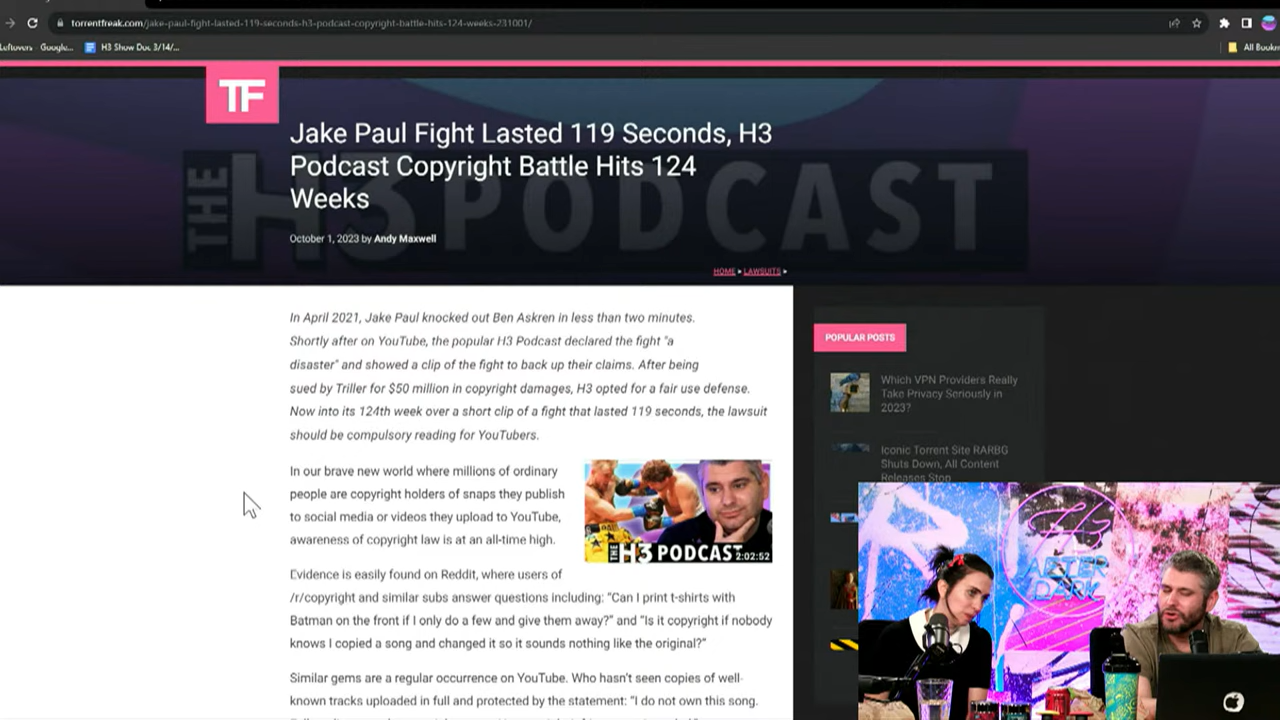 torrentfreak.com/jake-paul-fight-lasted-119-seconds-h3-podcast-copyright-battle-hits-124-weeks-231001/
Leftovers
Google...
H3 Show Doc 3/14/...
All Bookm
TF
Jake Paul Fight Lasted 119 Seconds, H3
Podcast Copyright Battle Hits 124
Weeks
THE H3 PODCAST
October 1, 2023 by Andy Maxwell
HOME » LAWSUITS »
In April 2021, Jake Paul knocked out Ben Askren in less than two minutes.
Shortly after on YouTube, the popular H3 Podcast declared the fight "a
disaster" and showed a clip of the fight to back up their claims. After being
sued by Triller for $50 million in copyright damages, H3 opted for a fair use defense.
Now into its 124th week over a short clip of a fight that lasted 119 seconds, the lawsuit
should be compulsory reading for YouTubers.
In our brave new world where millions of ordinary
people are copyright holders of snaps they publish
to social media or videos they upload to YouTube,
awareness of copyright law is at an all-time high.
THE H3 PODCAST
2:02:52
Evidence is easily found on Reddit, where users of
/r/copyright and similar subs answer questions including: "Can I print t-shirts with
Batman on the front if I only do a few and give them away?" and "Is it copyright if nobody
knows I copied a song and changed it so it sounds nothing like the original?"
Similar gems are a regular occurrence on YouTube. Who hasn't seen copies of well-
known tracks uploaded in full and protected by the statement: "I do not own this song.
POPULAR POSTS
Which VPN Providers Really
Take Privacy Seriously in
2023?
Iconic Torrent Site RARBG
Shuts Down, All Content
Releases Stop
H3
AFTER
DARK